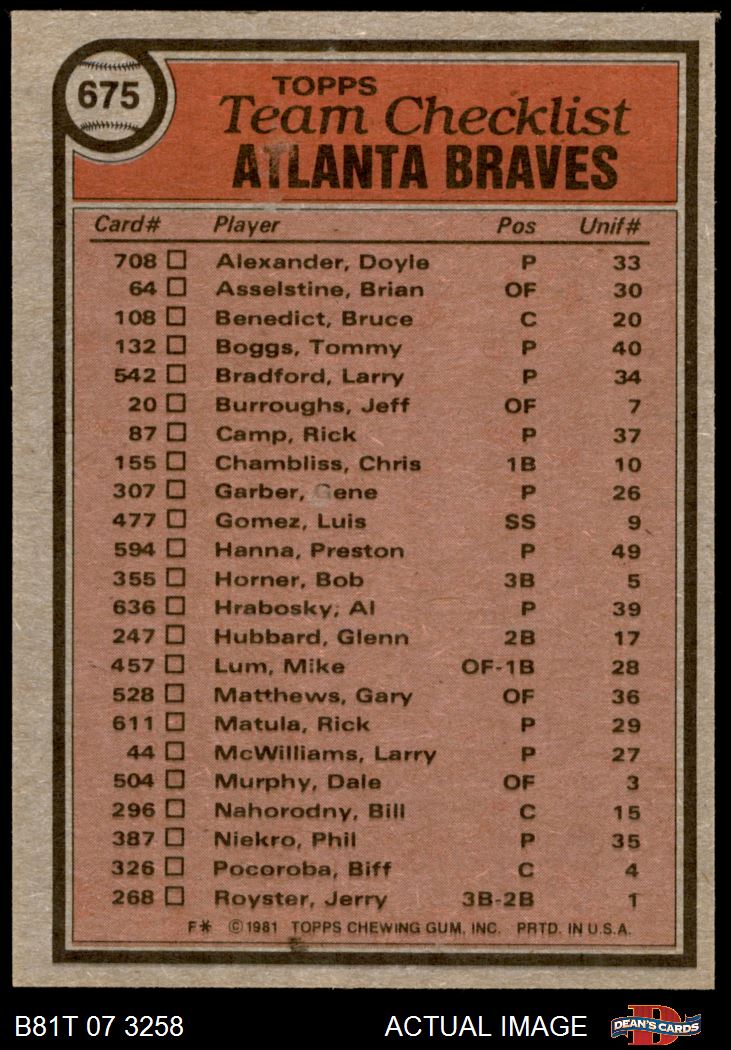 675
TOPPS
Team Checklist
ATLANTA BRAVES
Card# Player Pos Unif#
708 Alexander, Doyle P 33
64 Asselstine, Brian OF 30
108 Benedict, Bruce C 20
132 Boggs, Tommy P 40
542 Bradford, Larry P 34
20 Burroughs, Jeff OF 7
87 Camp, Rick P 37
155 Chambliss, Chris 1B 10
307 Garber, Gene P 26
477 Gomez, Luis SS 9
594 Hanna, Preston P 49
355 Horner, Bob 3B 5
636 Hrabosky, Al P 39
247 Hubbard, Glenn 2B 17
457 Lum, Mike OF-1B 28
528 Matthews, Gary OF 36
611 Matula, Rick P 29
44 McWilliams, Larry P 27
504 Murphy, Dale OF 3
296 Nahorodny, Bill C 15
387 Niekro, Phil P 35
326 Pocoroba, Biff C 4
268 Royster, Jerry 3B-2B 1
F* © 1981 TOPPS CHEWING GUM, INC. PRTD. IN U.S.A.
B81T 07 3258 ACTUAL IMAGE D DEAN'S CARDS